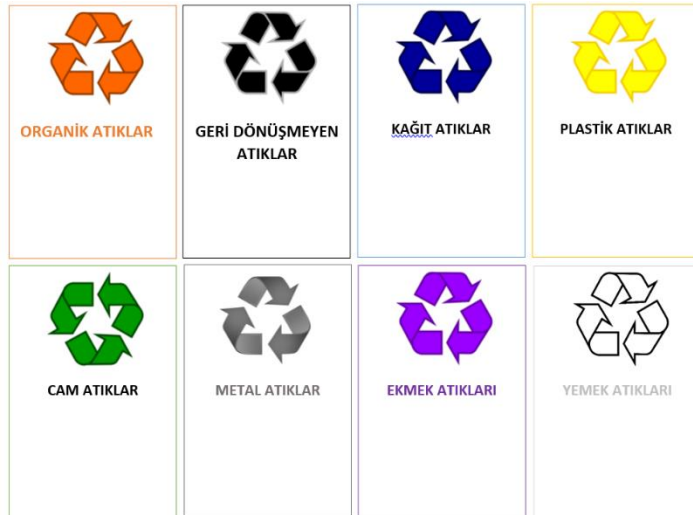 ORGANİK ATIKLAR
GERİ DÖNÜŞMEYEN
ATIKLAR
KAĞIT ATIKLAR
PLASTİK ATIKLAR
CAM ATIKLAR
METAL ATIKLAR
EKMEK ATIKLARI
YEMEK ATIKLARI